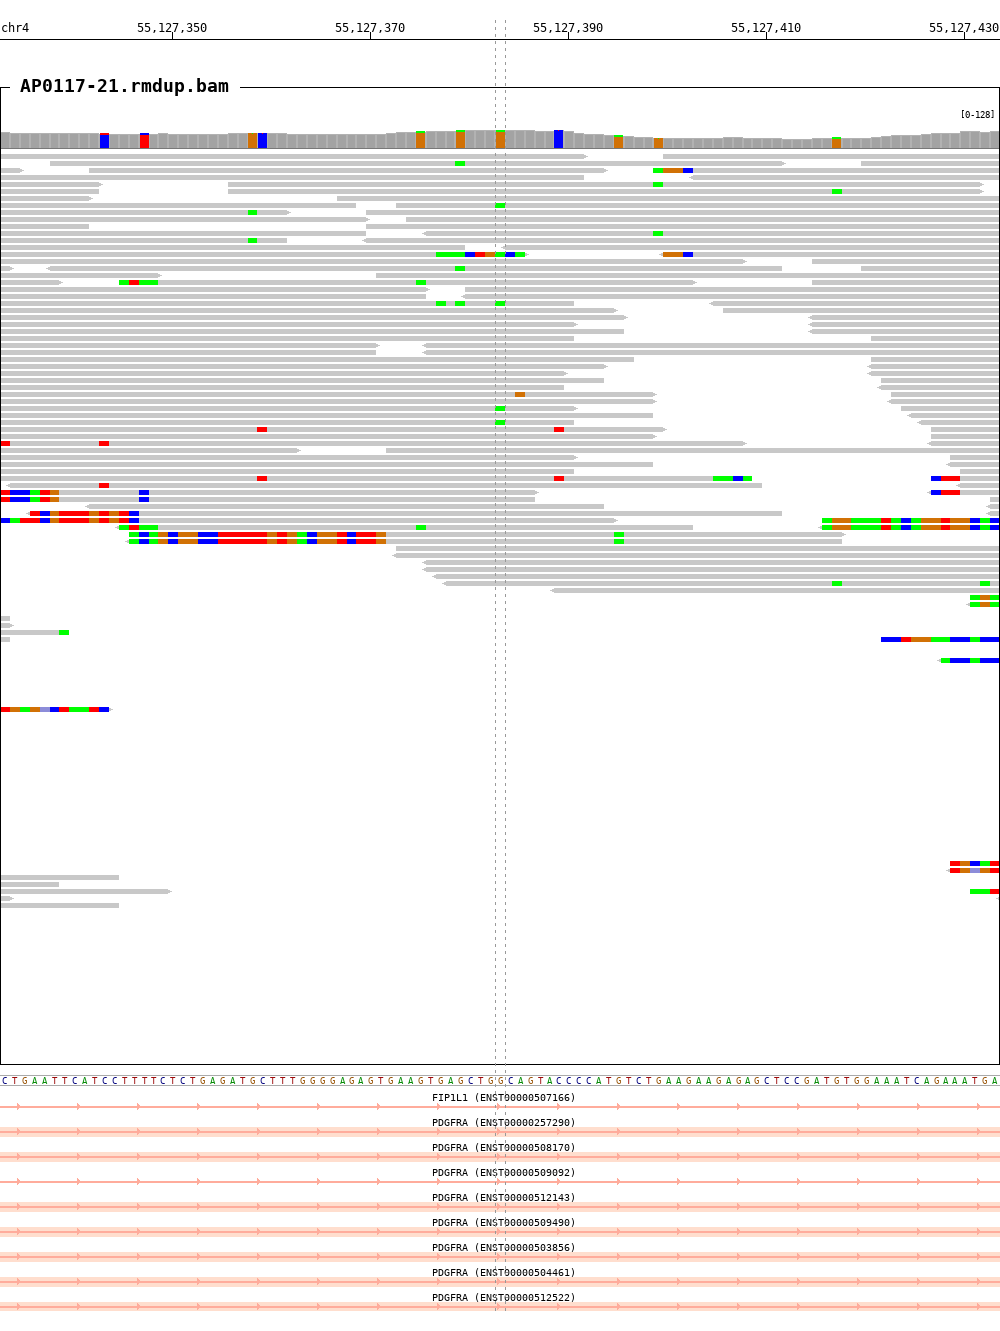 chr4 55,127,350 55,127,370 55,127,390 55,127,410 55,127,430
AP0117-21.rmdup.bam
[0-128]
CTGAATTCATCCTTTTCTCTGAGATGCTTTGGGGAGAGTGAAGTGAGCTGGCAGTACCCCATGTCTGAAGAAGAGAGCTCCGATGTGGAAATCAGAAATGA
FIP1L1 (ENST00000507166)
PDGFRA (ENST00000257290)
PDGFRA (ENST00000508170)
PDGFRA (ENST00000509092)
PDGFRA (ENST00000512143)
PDGFRA (ENST00000509490)
PDGFRA (ENST00000503856)
PDGFRA (ENST00000504461)
PDGFRA (ENST00000512522)